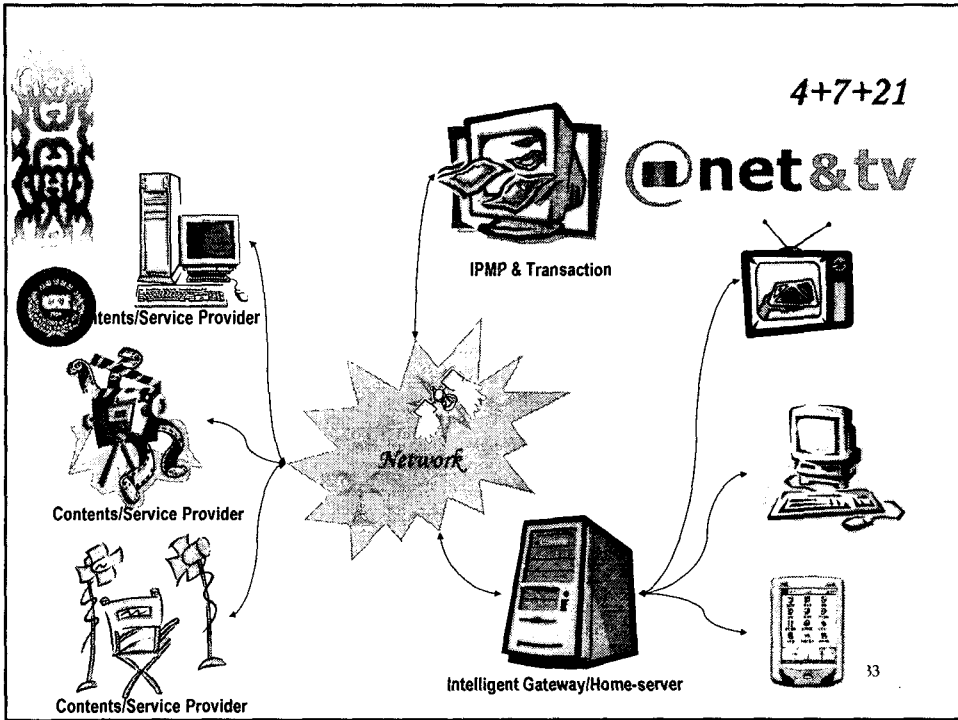 4+7+21
@net&tv
IPMP & Transaction
Contents/Service Provider
Network
Contents/Service Provider
Intelligent Gateway/Home-server
Contents/Service Provider
33